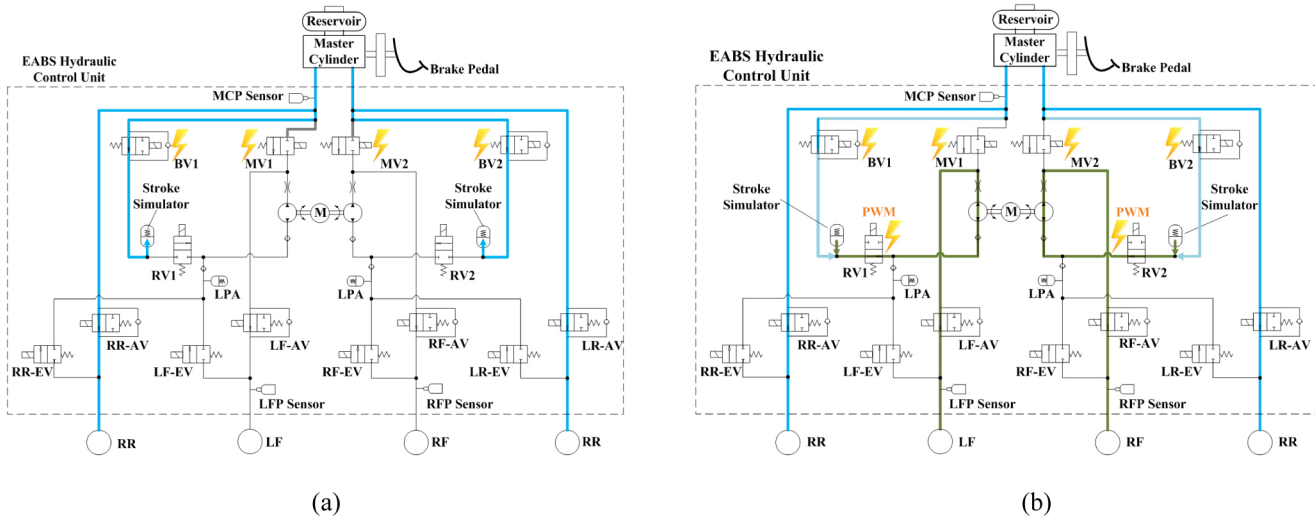 Reservoir
Master
Cylinder
Brake Pedal
EABS Hydraulic
Control Unit
MCP Sensor
BV1
MV1
MV2
BV2
Stroke
Simulator
Stroke
Simulator
M
RV1
RV2
LPA
LPA
RR-AV
LF-AV
RF-AV
LR-AV
RR-EV
LF-EV
RF-EV
LR-EV
LFP Sensor
RFP Sensor
RR
LF
RF
RR
(a)
Reservoir
Master
Cylinder
Brake Pedal
EABS Hydraulic
Control Unit
MCP Sensor
BV1
MV1
MV2
BV2
Stroke
Simulator
Stroke
Simulator
PWM
M
PWM
RV1
RV2
LPA
LPA
RR-AV
LF-AV
RF-AV
LR-AV
RR-EV
LF-EV
RF-EV
LR-EV
LFP Sensor
RFP Sensor
RR
LF
RF
RR
(b)